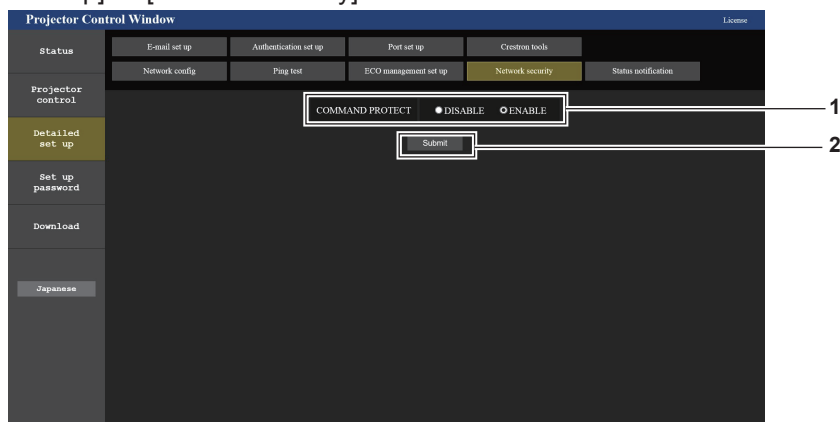 Projector Control Window License
Status
E-mail set up Authentication set up Port set up Crestron tools
Network config Ping test ECO management set up Network security Status notification
Projector control
COMMAND PROTECT DISABLE ENABLE 1
Submit 2
Detailed set up
Set up password
Download
Japanese